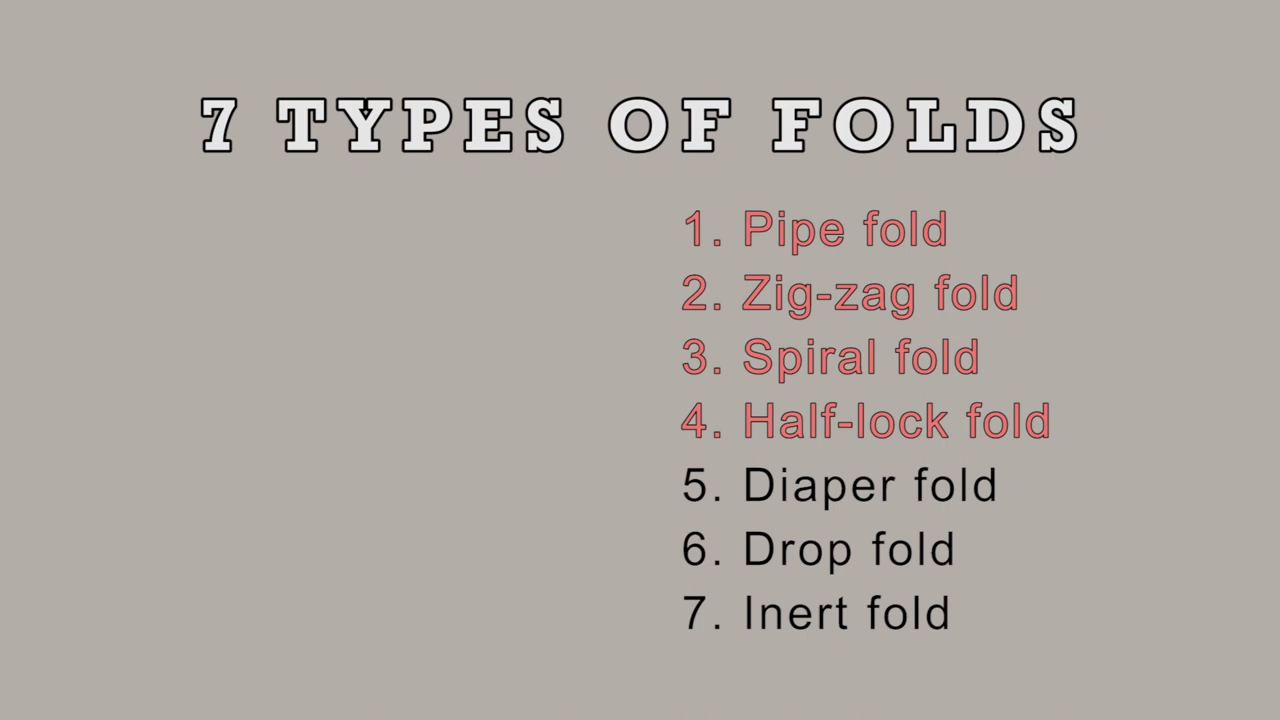 7 TYPES OF FOLDS
1. Pipe fold
2. Zig-zag fold
3. Spiral fold
4. Half-lock fold
5. Diaper fold
6. Drop fold
7. Inert fold